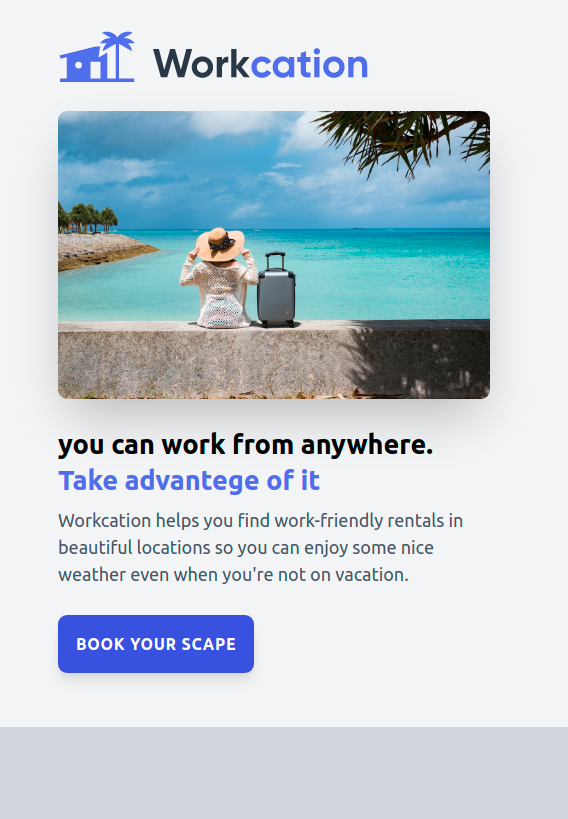 Workcation
you can work from anywhere.
Take advantege of it
Workcation helps you find work-friendly rentals in
beautiful locations so you can enjoy some nice
weather even when you're not on vacation.
BOOK YOUR SCAPE